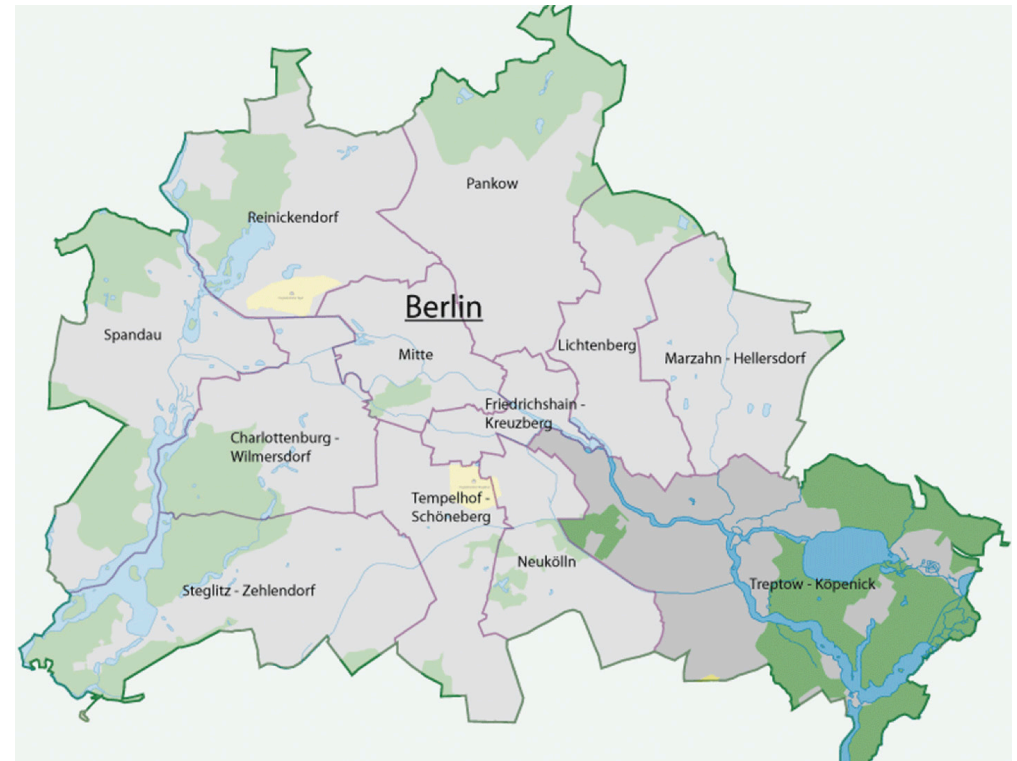 Pankow
Reinickendorf
Berlin
Spandau
Mitte
Lichtenberg
Marzahn - Hellersdorf
Friedrichshain -
Kreuzberg
Charlottenburg -
Wilmersdorf
Tempelhof -
Schöneberg
Neukölln
Treptow - Köpenick
Steglitz - Zehlendorf